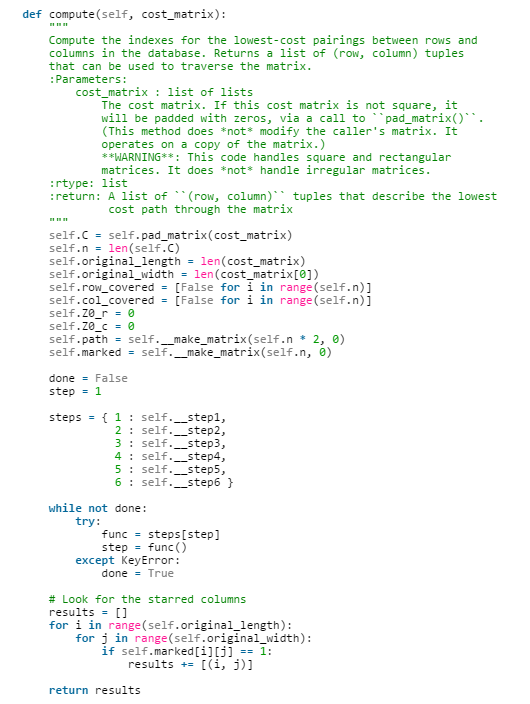 def compute(self, cost_matrix):
    """
    Compute the indexes for the lowest-cost pairings between rows and
    columns in the database. Returns a list of (row, column) tuples
    that can be used to traverse the matrix.
    :Parameters:
        cost_matrix : list of lists
            The cost matrix. If this cost matrix is not square, it
            will be padded with zeros, via a call to ``pad_matrix()``.
            (This method does *not* modify the caller's matrix. It
            operates on a copy of the matrix.)
            **WARNING**: This code handles square and rectangular
            matrices. It does *not* handle irregular matrices.
    :rtype: list
    :return: A list of ``(row, column)`` tuples that describe the lowest
             cost path through the matrix
    """
    self.C = self.pad_matrix(cost_matrix)
    self.n = len(self.C)
    self.original_length = len(cost_matrix)
    self.original_width = len(cost_matrix[0])
    self.row_covered = [False for i in range(self.n)]
    self.col_covered = [False for i in range(self.n)]
    self.Z0_r = 0
    self.Z0_c = 0
    self.path = self.__make_matrix(self.n * 2, 0)
    self.marked = self.__make_matrix(self.n, 0)

    done = False
    step = 1

    steps = { 1 : self.__step1,
              2 : self.__step2,
              3 : self.__step3,
              4 : self.__step4,
              5 : self.__step5,
              6 : self.__step6 }

    while not done:
        try:
            func = steps[step]
            step = func()
        except KeyError:
            done = True

    # Look for the starred columns
    results = []
    for i in range(self.original_length):
        for j in range(self.original_width):
            if self.marked[i][j] == 1:
                results += [(i, j)]

    return results